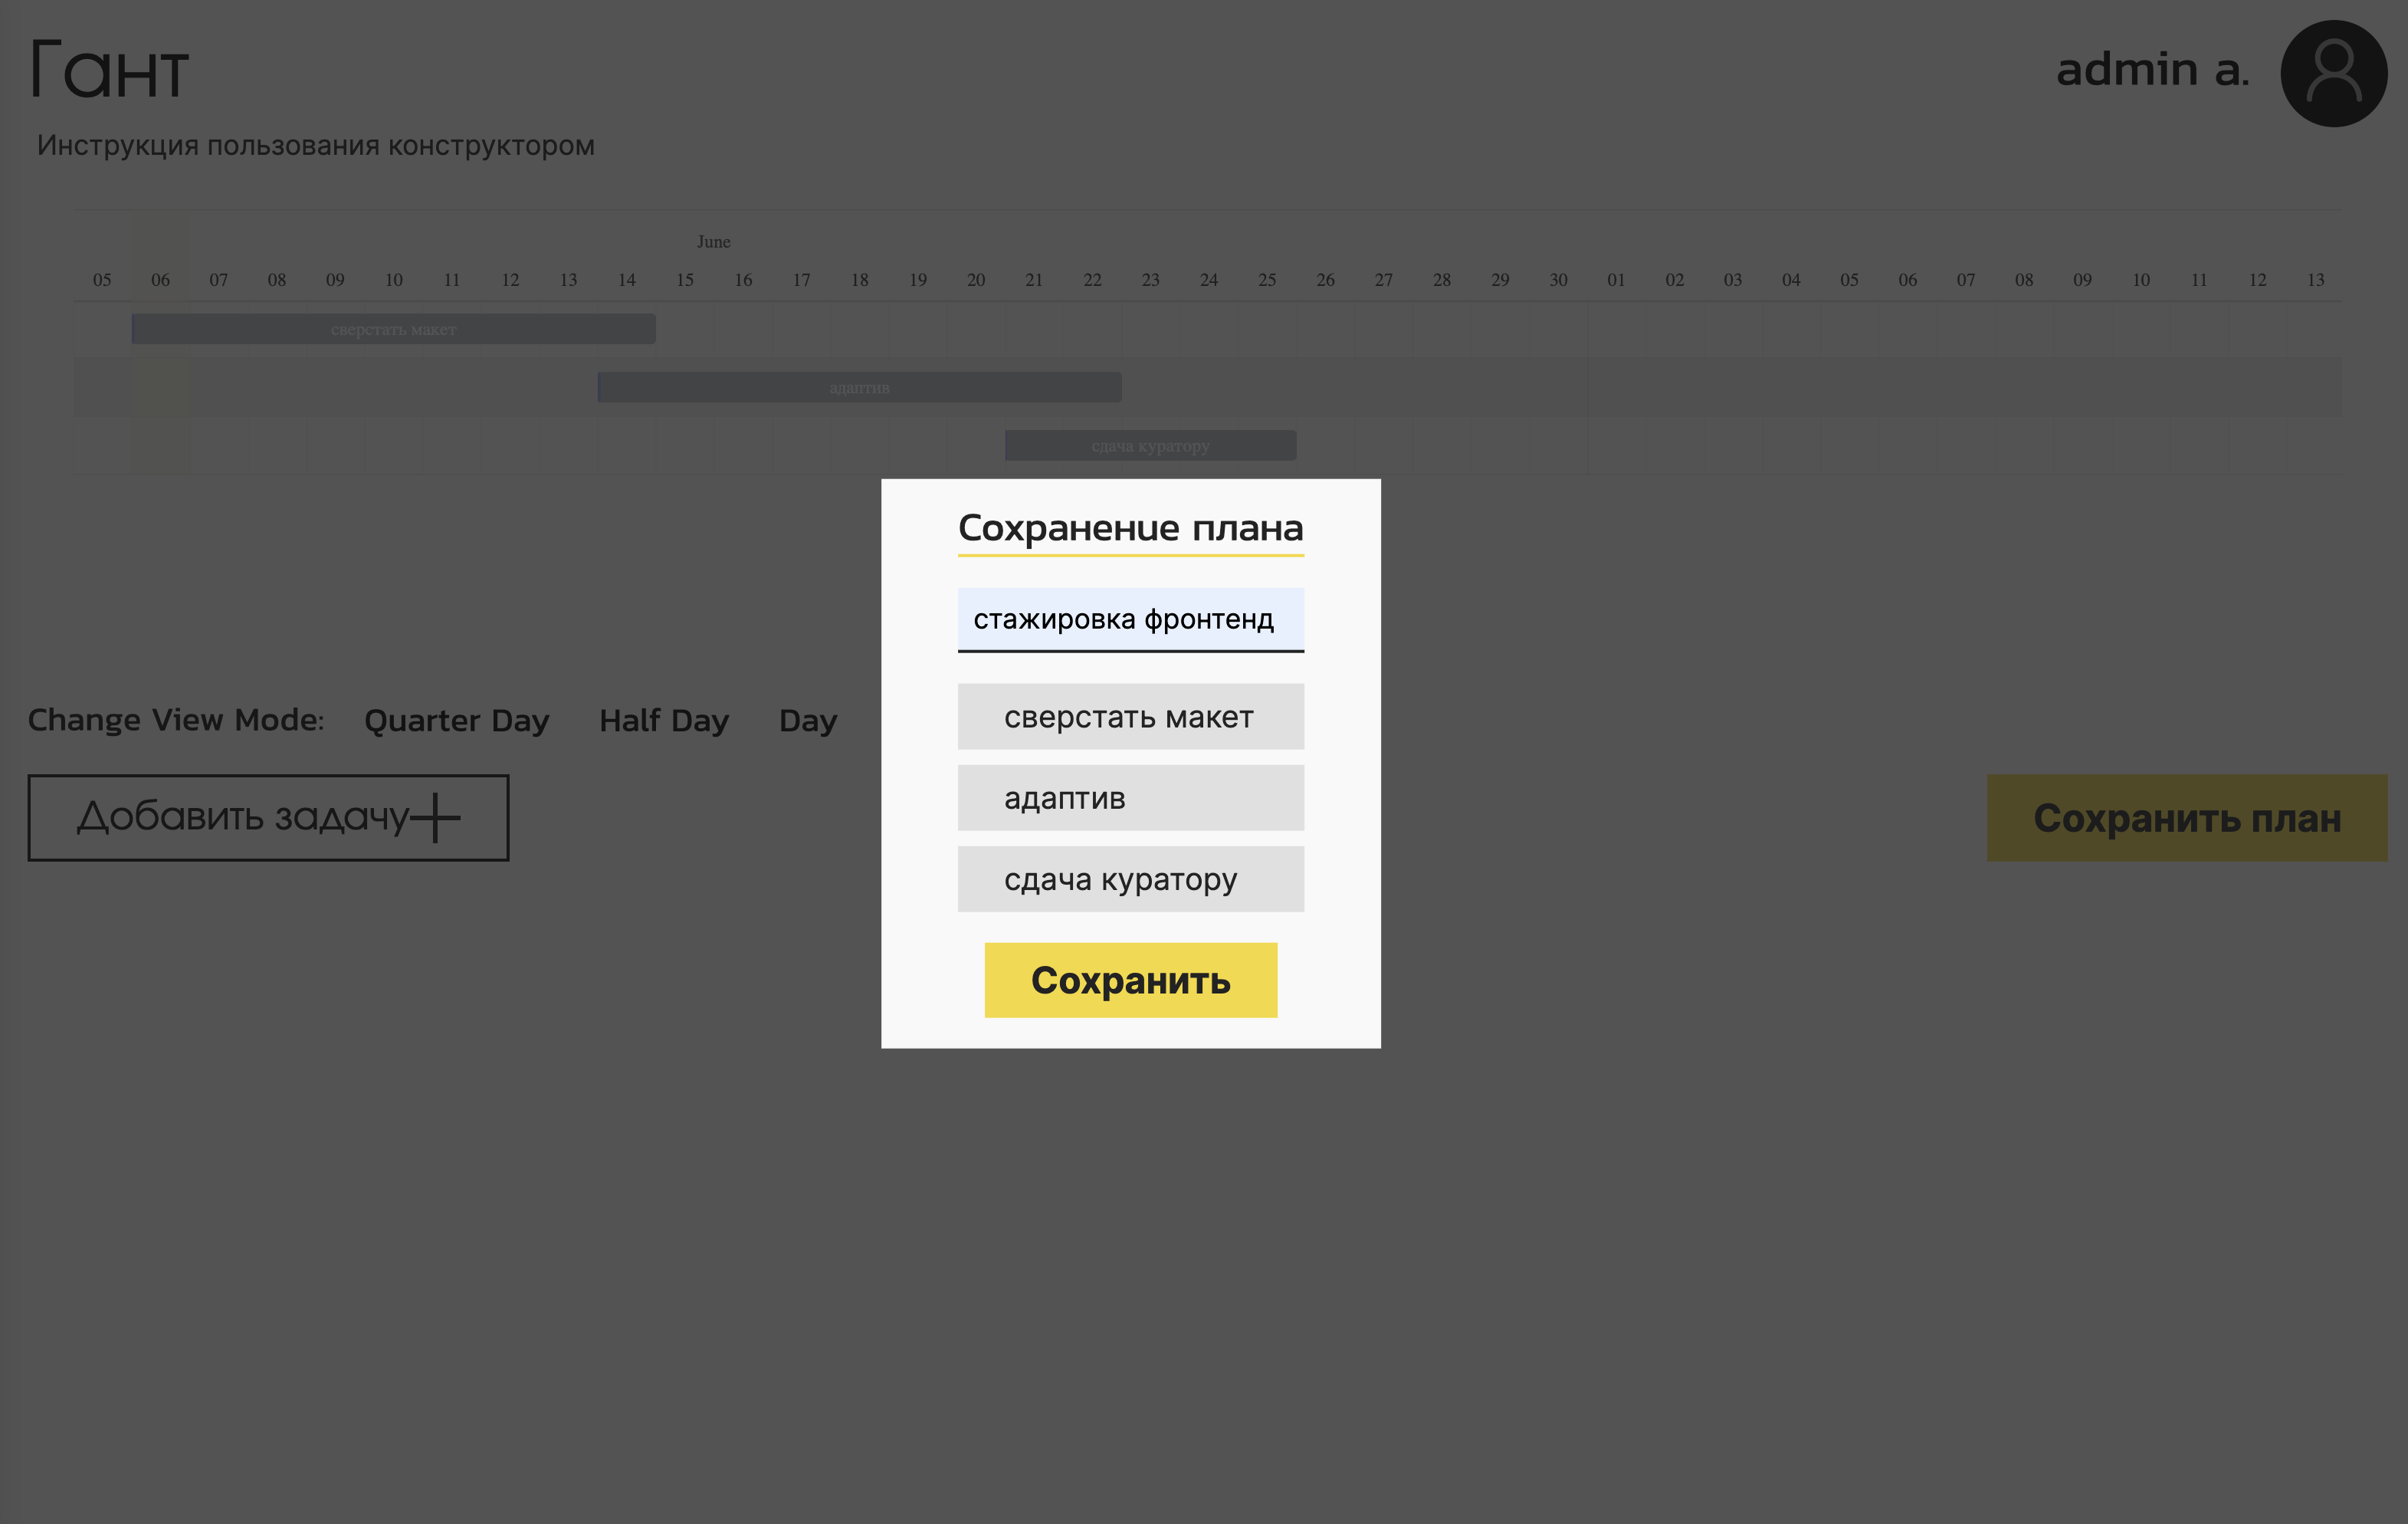 Гант
admin a.
Инструкция пользования конструктором
June
05 06 07 08 09 10 11 12 13 14 15 16 17 18 19 20 21 22 23 24 25 26 27 28 29 30 01 02 03 04 05 06 07 08 09 10 11 12 13
сверстать макет
адаптив
сдача куратору
Сохранение плана
стажировка фронтенд
сверстать макет
адаптив
сдача куратору
Сохранить
Change View Mode: Quarter Day Half Day Day
Добавить задачу
Сохранить план